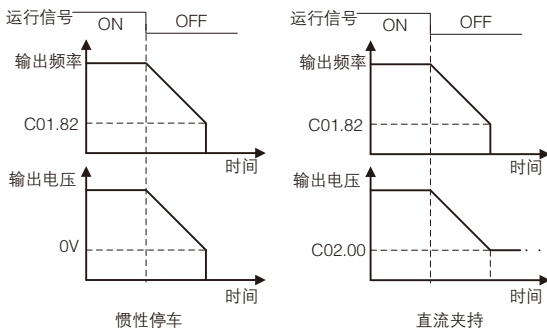 运行信号
ON
OFF
输出频率
C01.82
时间
输出电压
0V
时间
惯性停车
运行信号
ON
OFF
输出频率
C01.82
时间
输出电压
C02.00
时间
直流夹持